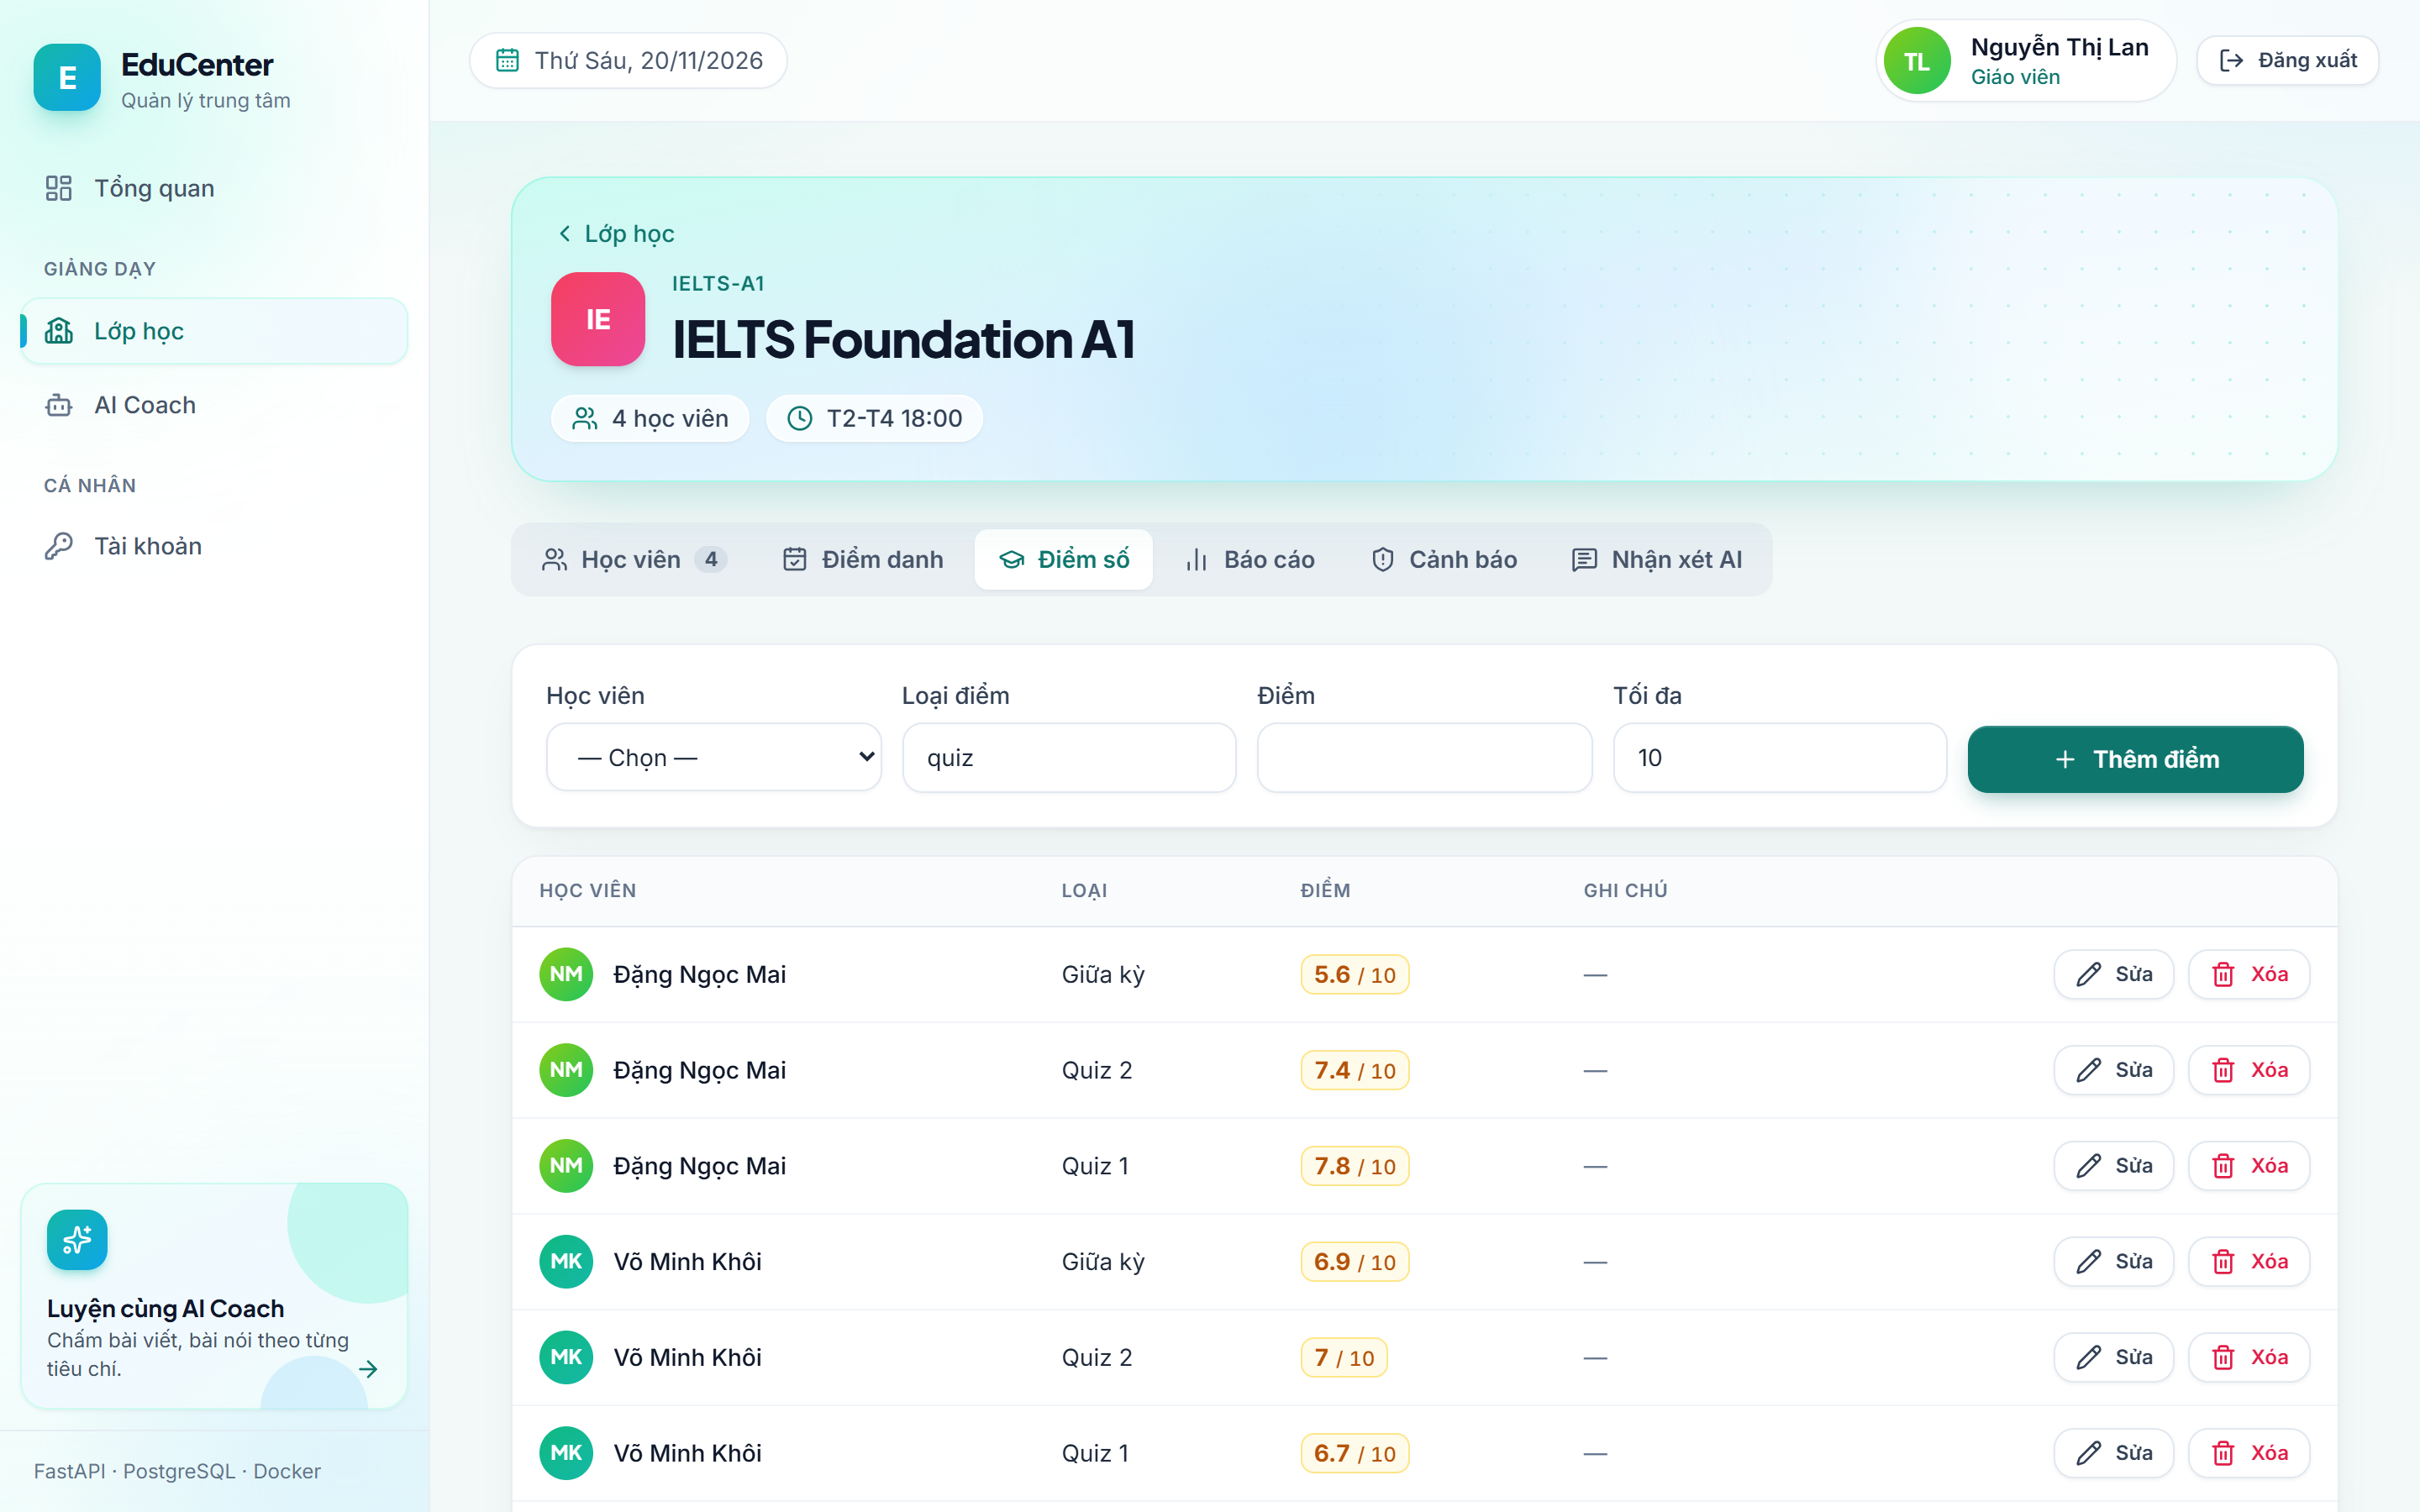 E
EduCenter
Quản lý trung tâm
Tổng quan
GIẢNG DẠY
Lớp học
AI Coach
CÁ NHÂN
Tài khoản
Luyện cùng AI Coach
Chấm bài viết, bài nói theo từng
tiêu chí.
FastAPI · PostgreSQL · Docker
Thứ Sáu, 20/11/2026
TL
Nguyễn Thị Lan
Giáo viên
Đăng xuất
Lớp học
IE
IELTS-A1
IELTS Foundation A1
4 học viên
T2-T4 18:00
Học viên 4
Điểm danh
Điểm số
Báo cáo
Cảnh báo
Nhận xét AI
Học viên
Loại điểm
Điểm
Tối đa
— Chọn —
quiz
10
Thêm điểm
HỌC VIÊN LOẠI ĐIỂM GHI CHÚ
NM Đặng Ngọc Mai Giữa kỳ 5.6 / 10 — Sửa Xóa
NM Đặng Ngọc Mai Quiz 2 7.4 / 10 — Sửa Xóa
NM Đặng Ngọc Mai Quiz 1 7.8 / 10 — Sửa Xóa
MK Võ Minh Khôi Giữa kỳ 6.9 / 10 — Sửa Xóa
MK Võ Minh Khôi Quiz 2 7 / 10 — Sửa Xóa
MK Võ Minh Khôi Quiz 1 6.7 / 10 — Sửa Xóa